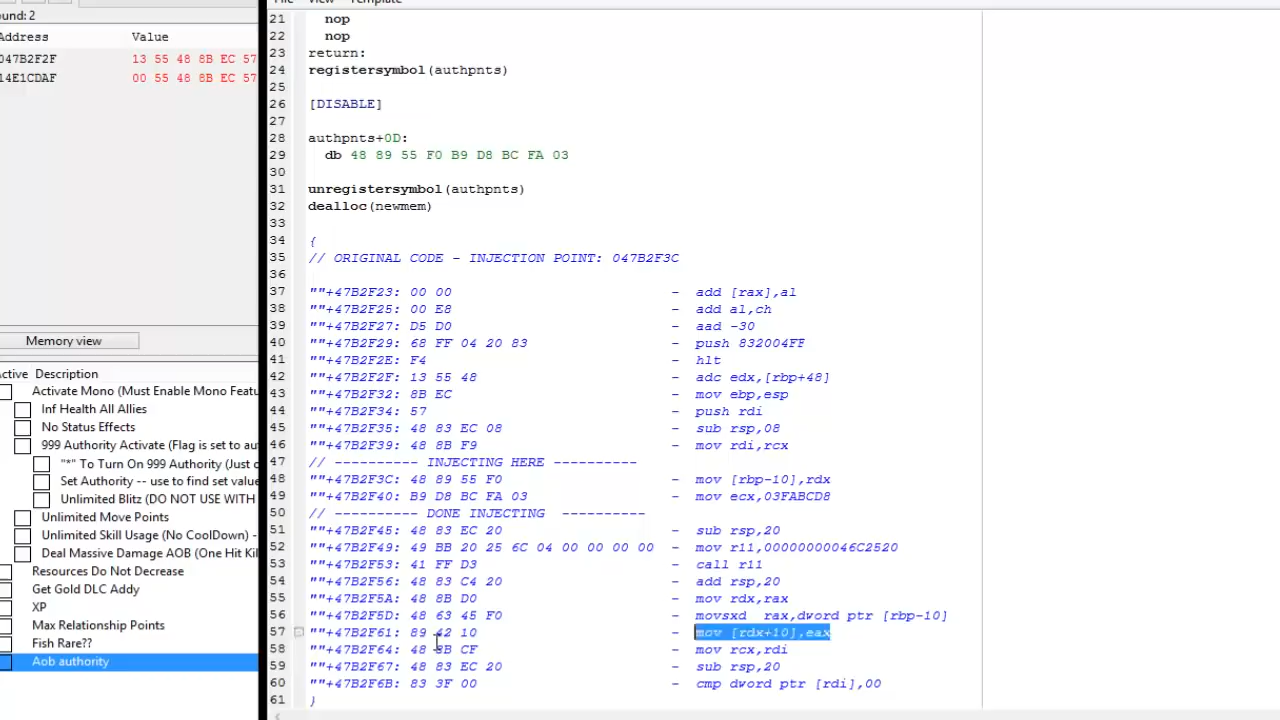 und:2
Address Value
047B2F2F 13 55 48 8B EC 57
14E1CDAF 00 55 48 8B EC 57
Memory view
Active Description
Activate Mono (Must Enable Mono Featu
Inf Health All Allies
No Status Effects
999 Authority Activate (Flag is set to au
"*" To Turn On 999 Authority (Just c
Set Authority -- use to find set value
Unlimited Blitz (DO NOT USE WITH
Unlimited Move Points
Unlimited Skill Usage (No CoolDown) -
Deal Massive Damage AOB (One Hit Kil
Resources Do Not Decrease
Get Gold DLC Addy
XP
Max Relationship Points
Fish Rare??
Aob authority
File View Template
21 nop
22 nop
23 return:
24 registersymbol(authpnts)
25
26 [DISABLE]
27
28 authpnts+0D:
29 db 48 89 55 F0 B9 D8 BC FA 03
30
31 unregistersymbol(authpnts)
32 dealloc(newmem)
33
34 {
35 // ORIGINAL CODE - INJECTION POINT: 047B2F3C
36
37 ""+47B2F23: 00 00 - add [rax],al
38 ""+47B2F25: 00 E8 - add al,ch
39 ""+47B2F27: D5 D0 - aad -30
40 ""+47B2F29: 68 FF 04 20 83 - push 832004FF
41 ""+47B2F2E: F4 - hlt
42 ""+47B2F2F: 13 55 48 - adc edx,[rbp+48]
43 ""+47B2F32: 8B EC - mov ebp,esp
44 ""+47B2F34: 57 - push rdi
45 ""+47B2F35: 48 83 EC 08 - sub rsp,08
46 ""+47B2F39: 48 8B F9 - mov rdi,rcx
47 // ---------- INJECTING HERE ----------
48 ""+47B2F3C: 48 89 55 F0 - mov [rbp-10],rdx
49 ""+47B2F40: B9 D8 BC FA 03 - mov ecx,03FABCD8
50 // ---------- DONE INJECTING ----------
51 ""+47B2F45: 48 83 EC 20 - sub rsp,20
52 ""+47B2F49: 49 BB 20 25 6C 04 00 00 00 00 - mov r11,00000000046C2520
53 ""+47B2F53: 41 FF D3 - call r11
54 ""+47B2F56: 48 83 C4 20 - add rsp,20
55 ""+47B2F5A: 48 8B D0 - mov rdx,rax
56 ""+47B2F5D: 48 63 45 F0 - movsxd rax,dword ptr [rbp-10]
57 ""+47B2F61: 89 42 10 - mov [rdx+10],eax
58 ""+47B2F64: 48 8B CF - mov rcx,rdi
59 ""+47B2F67: 48 83 EC 20 - sub rsp,20
60 ""+47B2F6B: 83 3F 00 - cmp dword ptr [rdi],00
61 }